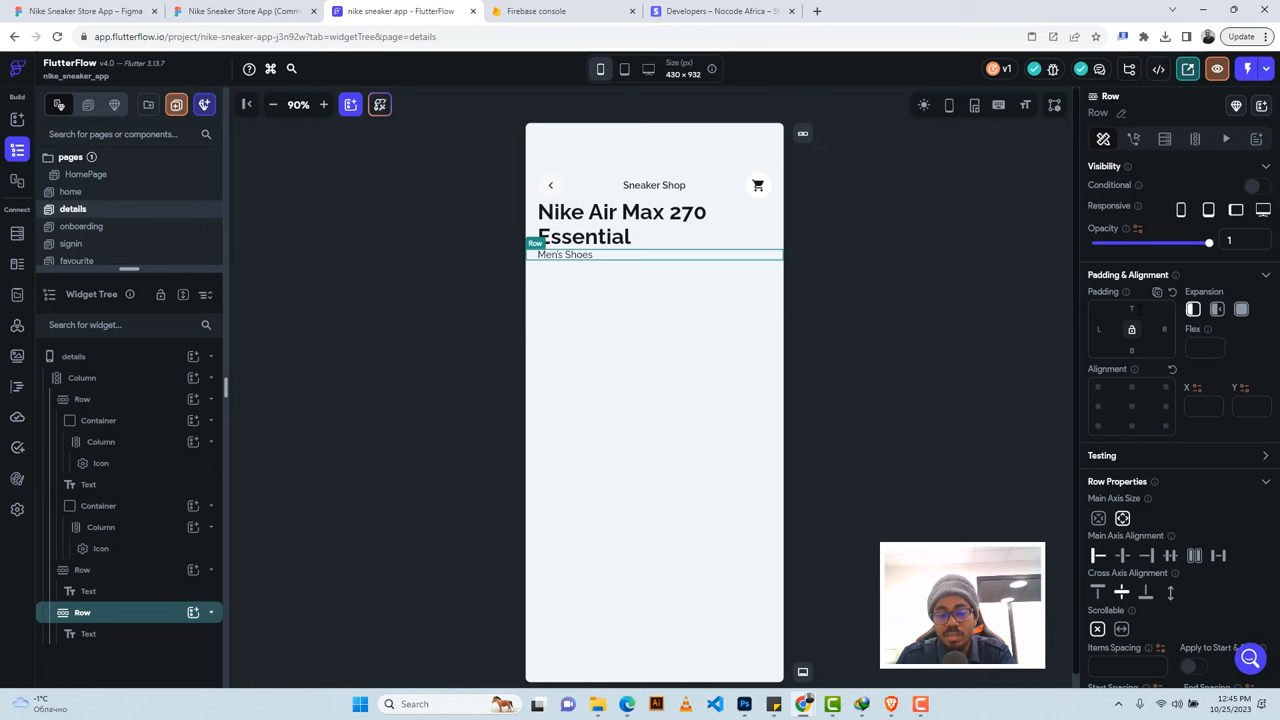 Nike Sneaker Store App – Figma
Nike Sneaker Store App (Comm
nike sneaker app - FlutterFlow
Firebase console
Developers – Nocode Africa – St
app.flutterflow.io/project/nike-sneaker-app-j3n92w?tab=widgetTree&page=details
Update
FlutterFlow v4.0 // Flutter 3.13.7
nike_sneaker_app
Size (px)
430 × 932
v1
Build
Connect
90%
Search for pages or components...
pages 1
HomePage
home
details
onboarding
signin
favourite
Widget Tree
Search for widget...
details
Column
Row
Container
Column
Icon
Text
Container
Column
Icon
Row
Text
Row
Text
Sneaker Shop
Nike Air Max 270
Essential
Row
Men's Shoes
Row
Row
Visibility
Conditional
Responsive
Opacity
1
Padding & Alignment
Padding
Expansion
T
L
R
B
Flex
Alignment
X
Y
Testing
Row Properties
Main Axis Size
Main Axis Alignment
Cross Axis Alignment
Scrollable
Items Spacing
Apply to Start &
-1°C
Облачно
Search
12:45 PM
10/25/2023